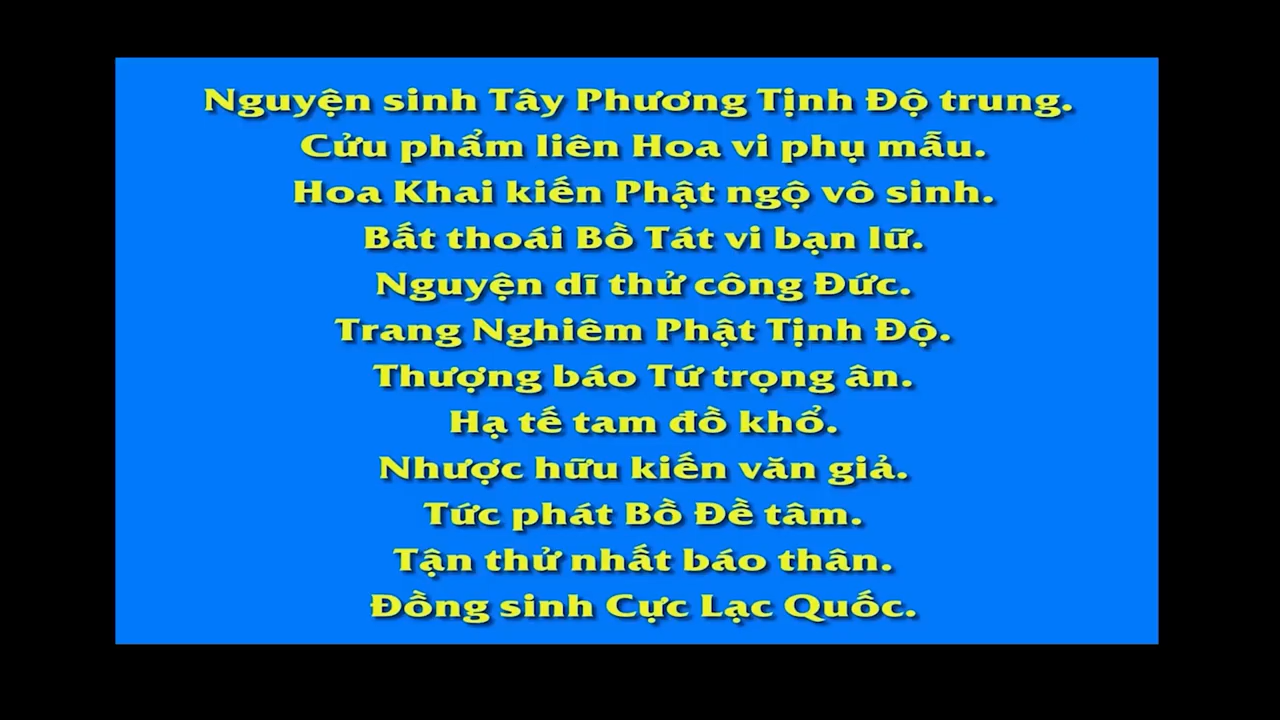 Nguyện sinh Tây Phương Tịnh Độ trung.
Cửu phẩm liên Hoa vi phụ mẫu.
Hoa Khai kiến Phật ngộ vô sinh.
Bất thoái Bồ Tát vi bạn lữ.
Nguyện dĩ thử công Đức.
Trang Nghiêm Phật Tịnh Độ.
Thượng báo Tứ trọng ân.
Hạ tế tam đồ khổ.
Nhược hữu kiến văn giả.
Tức phát Bồ Đề tâm.
Tận thử nhất báo thân.
Đồng sinh Cực Lạc Quốc.